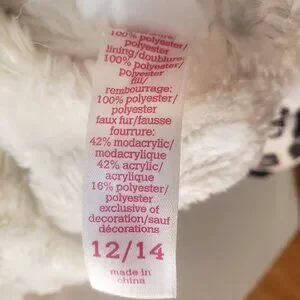 100% polyester/
polyester
lining/doublure:
100% polyester/
polyester
fill/
rembourrage:
100% polyester/
polyester
faux fur/fausse
fourrure:
42% modacrylic/
modacrylique
42% acrylic/
acrylique
16% polyester/
polyester
exclusive of
decoration/sauf
décorations
12/14
made in
china